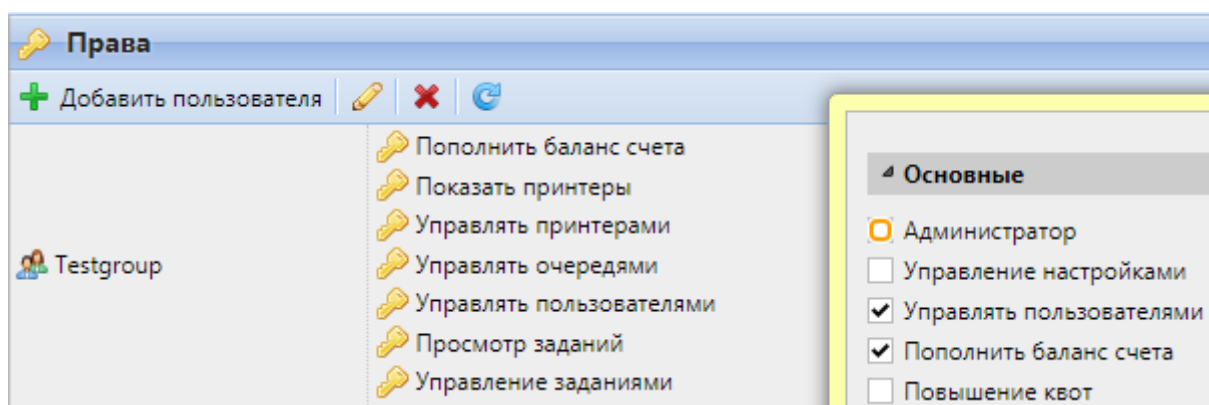 Права
Добавить пользователя
Testgroup
Пополнить баланс счета
Показать принтеры
Управлять принтерами
Управлять очередями
Управлять пользователями
Просмотр заданий
Управление заданиями
Основные
Администратор
Управление настройками
Управлять пользователями
Пополнить баланс счета
Повышение квот